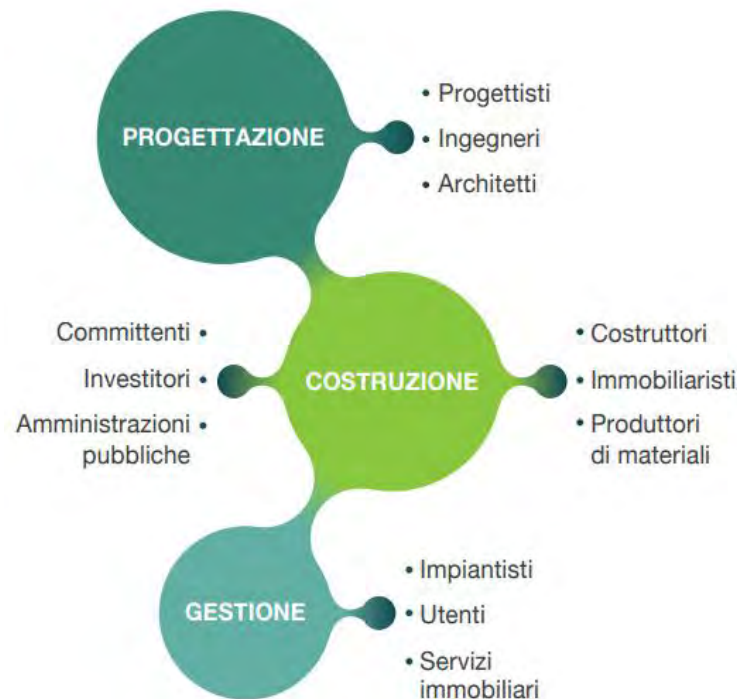 PROGETTAZIONE
• Progettisti
• Ingegneri
• Architetti
Committenti •
Investitori •
Amministrazioni •
pubbliche
COSTRUZIONE
• Costruttori
• Immobiliaristi
• Produttori
di materiali
GESTIONE
• Impiantisti
• Utenti
• Servizi
immobiliari